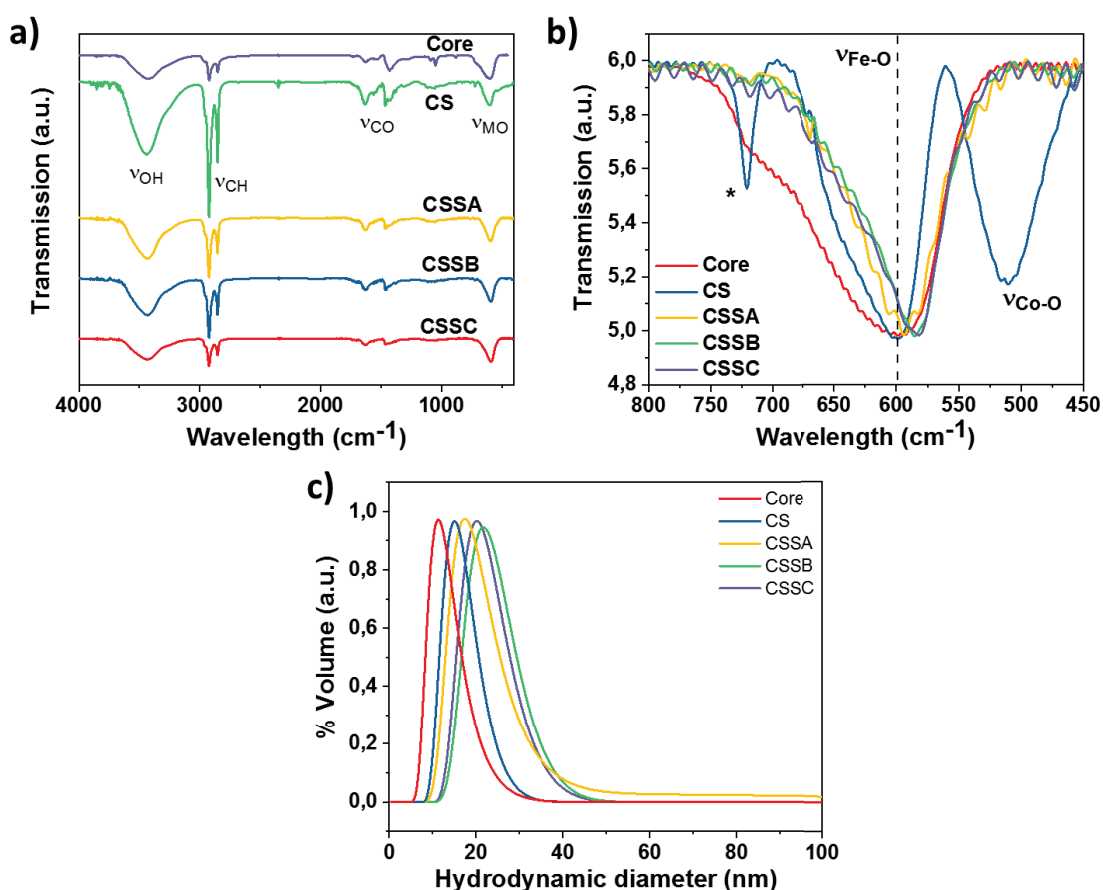 a)
Core
CS
νOH
νCH
νCO
νMO
CSSA
CSSB
CSSC
Transmission (a.u.)
4000 3000 2000 1000
Wavelength (cm-1)
b)
νFe-O
6,0
5,8
5,6
5,4
5,2
5,0
4,8
*
νCo-O
Core
CS
CSSA
CSSB
CSSC
Transmission (a.u.)
800 750 700 650 600 550 500 450
Wavelength (cm-1)
c)
1,0
0,8
0,6
0,4
0,2
0,0
Core
CS
CSSA
CSSB
CSSC
% Volume (a.u.)
0 20 40 60 80 100
Hydrodynamic diameter (nm)